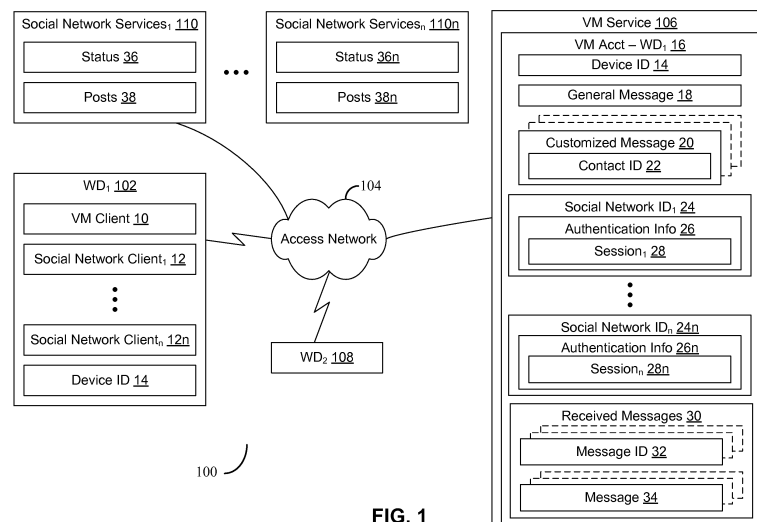 Social Network Services₁ 110
Status 36
Posts 38
Social Network Servicesₙ 110n
Status 36n
Posts 38n
VM Service 106
VM Acct – WD₁ 16
Device ID 14
General Message 18
Customized Message 20
Contact ID 22
Social Network ID₁ 24
Authentication Info 26
Session₁ 28
Social Network IDₙ 24n
Authentication Info 26n
Sessionₙ 28n
Received Messages 30
Message ID 32
Message 34
WD₁ 102
VM Client 10
Social Network Client₁ 12
Social Network Clientₙ 12n
Device ID 14
104
Access Network
WD₂ 108
100
FIG. 1